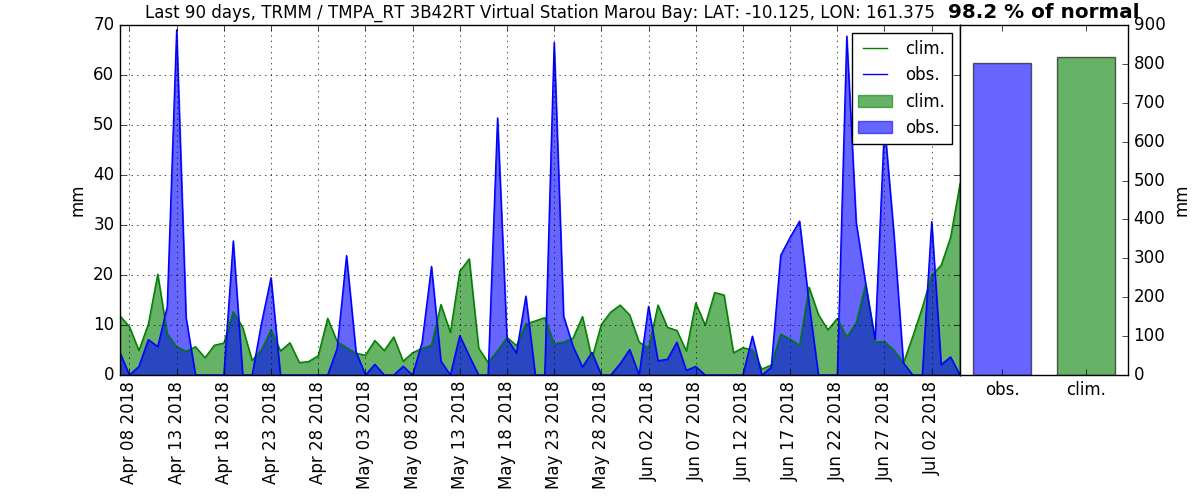 Last 90 days, TRMM / TMPA_RT 3B42RT Virtual Station Marou Bay: LAT: -10.125, LON: 161.375 98.2 % of normal
mm
70
60
50
40
30
20
10
0
clim.
obs.
clim.
obs.
Apr 08 2018
Apr 13 2018
Apr 18 2018
Apr 23 2018
Apr 28 2018
May 03 2018
May 08 2018
May 13 2018
May 18 2018
May 23 2018
May 28 2018
Jun 02 2018
Jun 07 2018
Jun 12 2018
Jun 17 2018
Jun 22 2018
Jun 27 2018
Jul 02 2018
900
800
700
600
500
400
300
200
100
0
mm
obs.
clim.